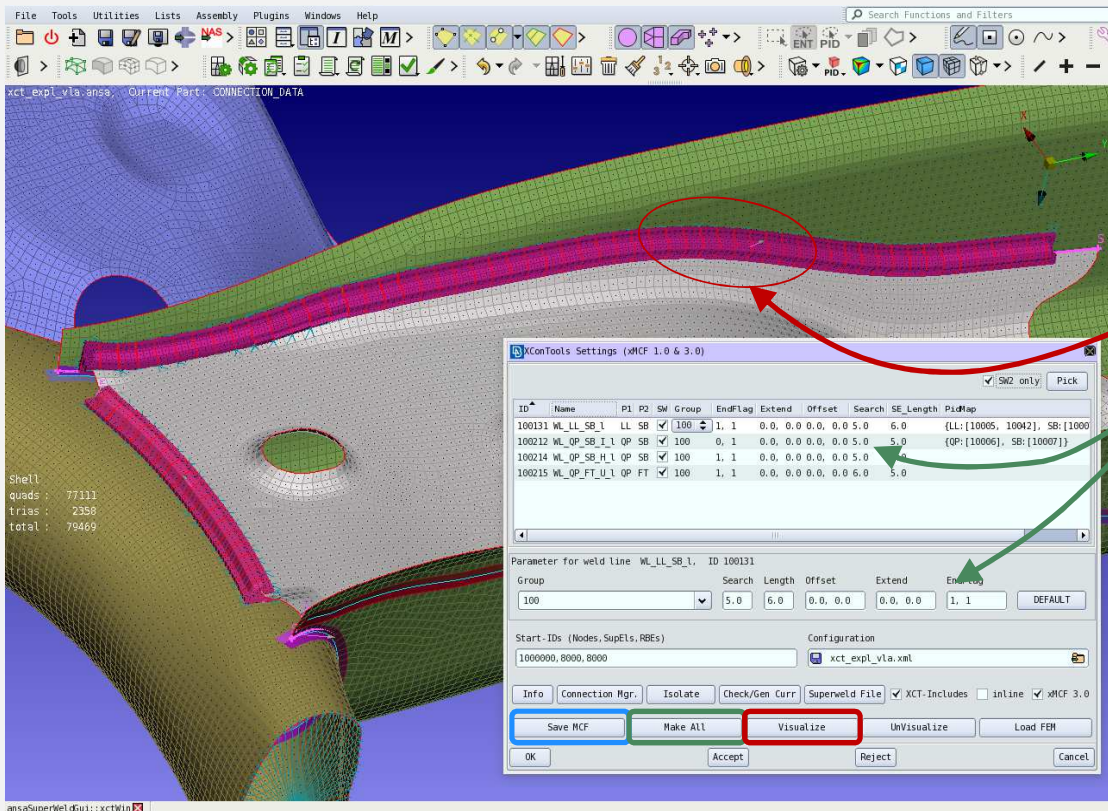 File Tools Utilities Lists Assembly Plugins Windows Help
Search Functions and Filters
NAS
I
M
ENT PID
PID
xct_expl_vla.ansa, Current Part: CONNECTION_DATA
X
Y
S
XConTools Settings (xMCF 1.0 & 3.0)
SW2 only Pick
ID Name P1 P2 SW Group EndFlag Extend Offset Search SE_Length PidMap
100131 WL_LL_SB_l LL SB 100 1, 1 0.0, 0.0 0.0, 0.0 5.0 6.0 {LL:[10005, 10042], SB:[1000
100212 WL_QP_SB_I_l QP SB 100 0, 1 0.0, 0.0 0.0, 0.0 5.0 5.0 {QP:[10006], SB:[10007]}
100214 WL_QP_SB_H_l QP SB 100 1, 1 0.0, 0.0 0.0, 0.0 5.0
100215 WL_QP_FT_U_l QP FT 100 1, 1 0.0, 0.0 0.0, 0.0 6.0 5.0
Shell
quads : 77111
trias : 2358
total : 79469
Parameter for weld line WL_LL_SB_l, ID 100131
Group Search Length Offset Extend
100 5.0 6.0 0.0, 0.0 0.0, 0.0 1, 1 DEFAULT
Start-IDs (Nodes,SupEls,RBEs) Configuration
1000000,8000,8000 xct_expl_vla.xml
Info Connection Mgr. Isolate Check/Gen Curr Superweld File XCT-Includes inline xMCF 3.0
Save MCF Make All Visualize UnVisualize Load FEM
OK Accept Reject Cancel
ansaSuperWeldGui::xctWin